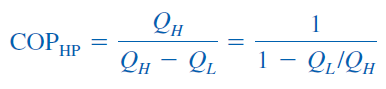 COP_HP = Q_H / (Q_H − Q_L) = 1 / (1 − Q_L/Q_H)